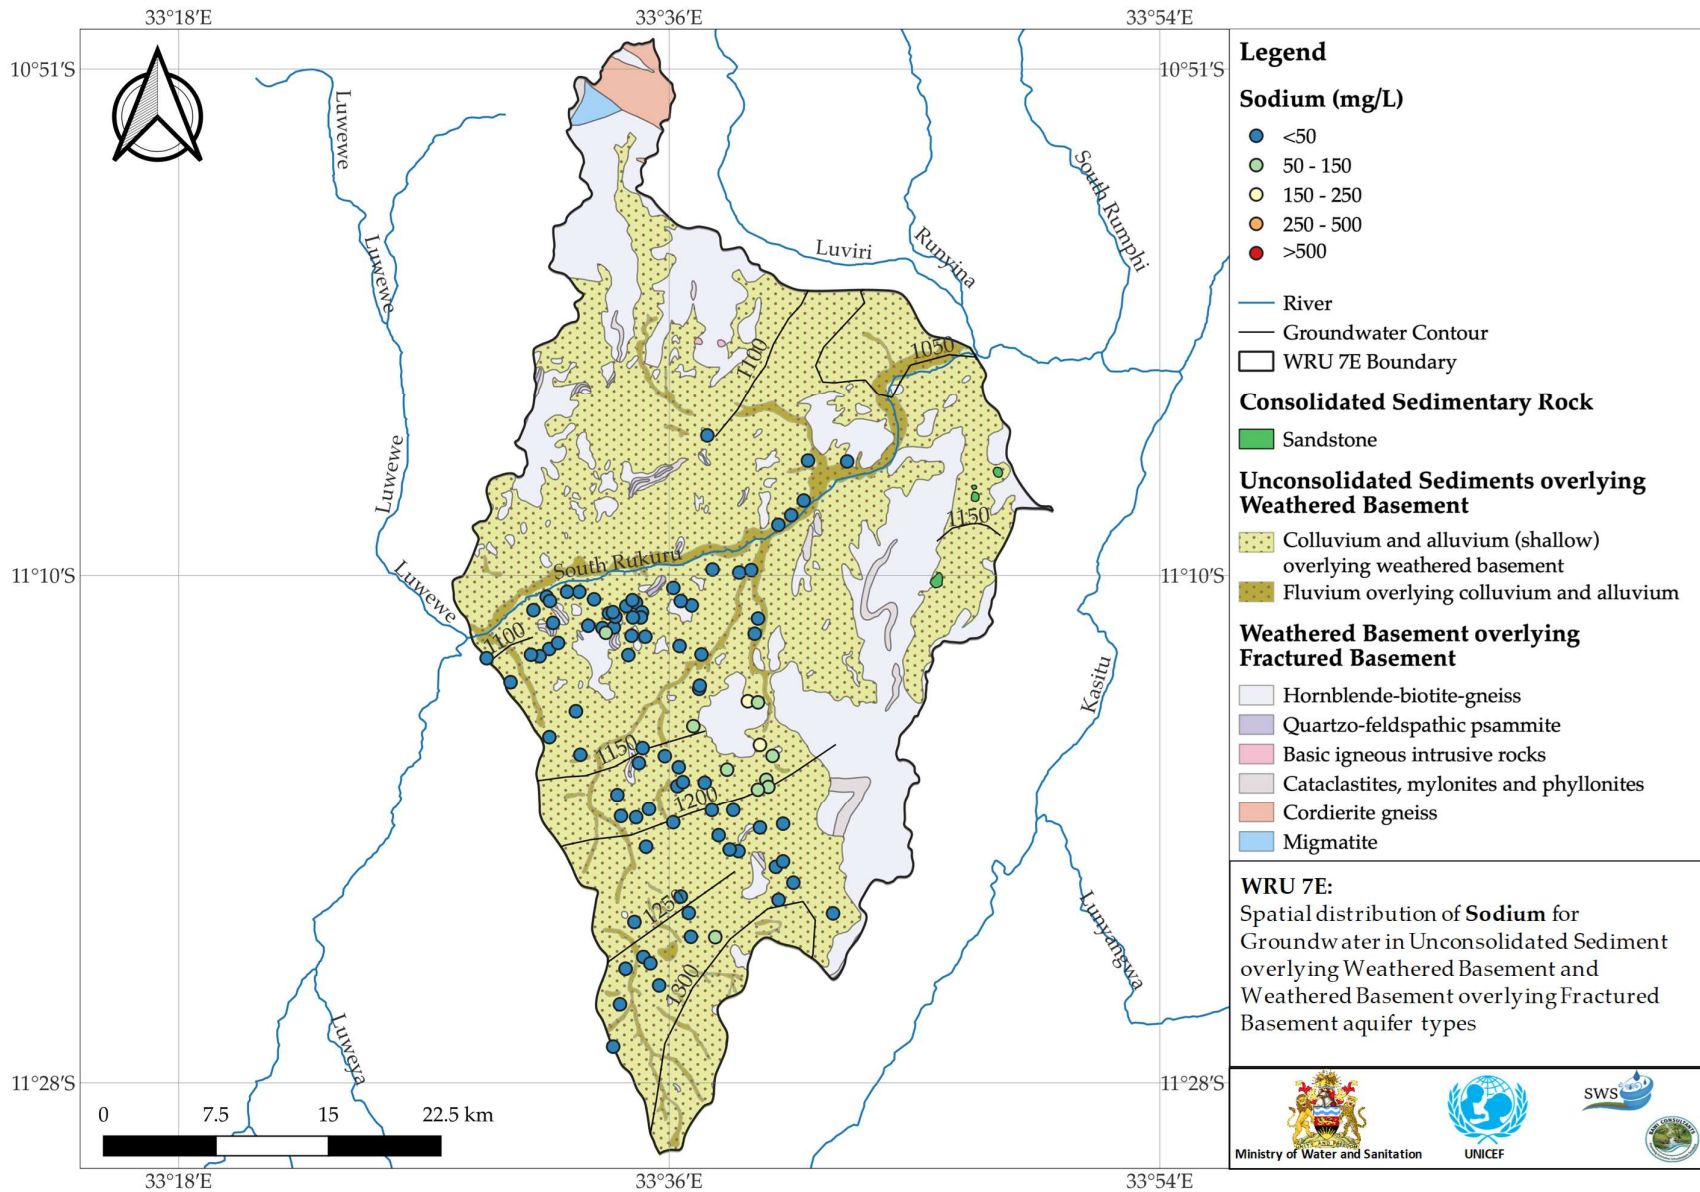 33°18'E
33°36'E
33°54'E
10°51'S
10°51'S
11°10'S
11°10'S
11°28'S
11°28'S
33°18'E
33°36'E
33°54'E
Luwewe
Luwewe
Luwewe
Luwewe
Luviri
Runyina
South Rumphi
South Rukuru
Kasitu
Lunyangwa
Luweya
1100
1050
1150
1100
1150
1200
1250
1300
0 7.5 15 22.5 km
Legend
Sodium (mg/L)
<50
50 - 150
150 - 250
250 - 500
>500
River
Groundwater Contour
WRU 7E Boundary
Consolidated Sedimentary Rock
Sandstone
Unconsolidated Sediments overlying
Weathered Basement
Colluvium and alluvium (shallow)
overlying weathered basement
Fluvium overlying colluvium and alluvium
Weathered Basement overlying
Fractured Basement
Hornblende-biotite-gneiss
Quartzo-feldspathic psammite
Basic igneous intrusive rocks
Cataclastites, mylonites and phyllonites
Cordierite gneiss
Migmatite
WRU 7E:
Spatial distribution of Sodium for
Groundwater in Unconsolidated Sediment
overlying Weathered Basement and
Weathered Basement overlying Fractured
Basement aquifer types
Ministry of Water and Sanitation
UNICEF
SWS